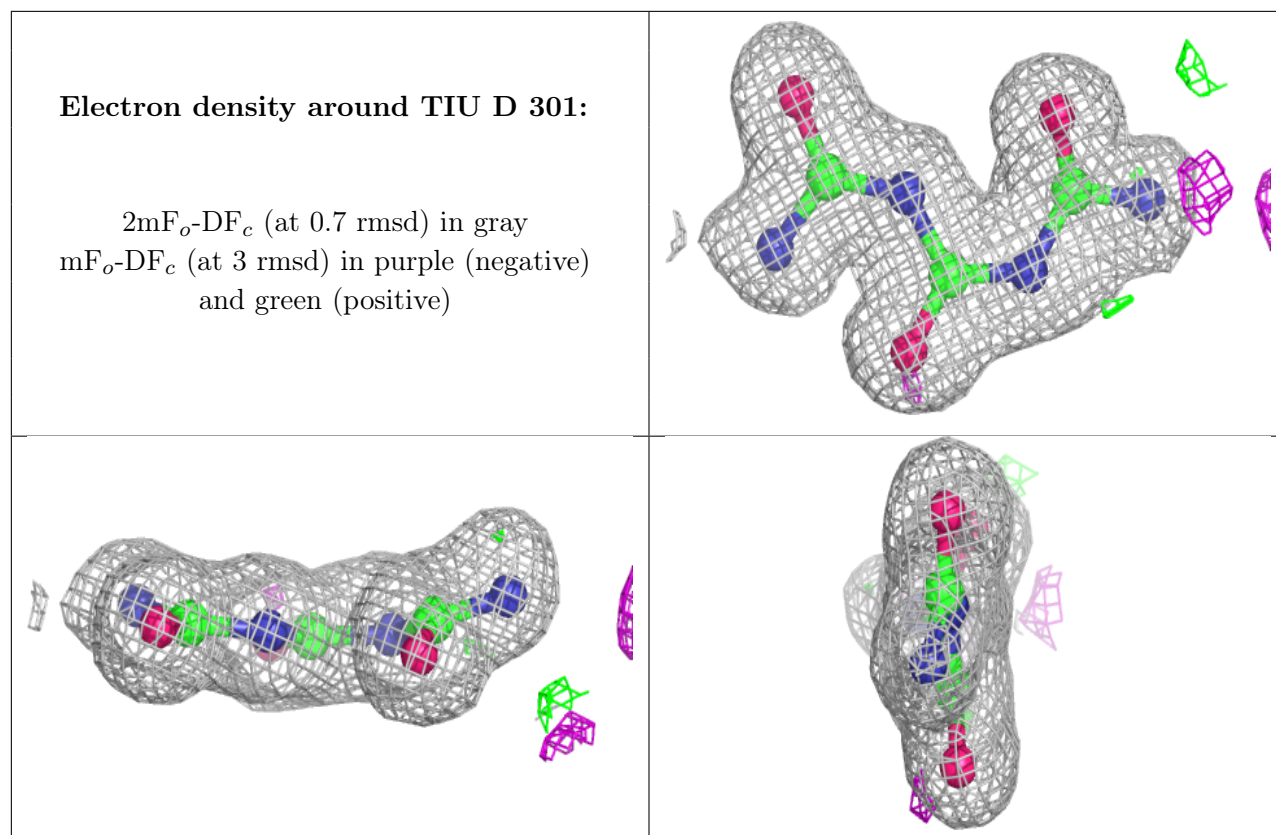 Electron density around TIU D 301:
2mFₒ-DF𝒸 (at 0.7 rmsd) in gray
mFₒ-DF𝒸 (at 3 rmsd) in purple (negative)
and green (positive)